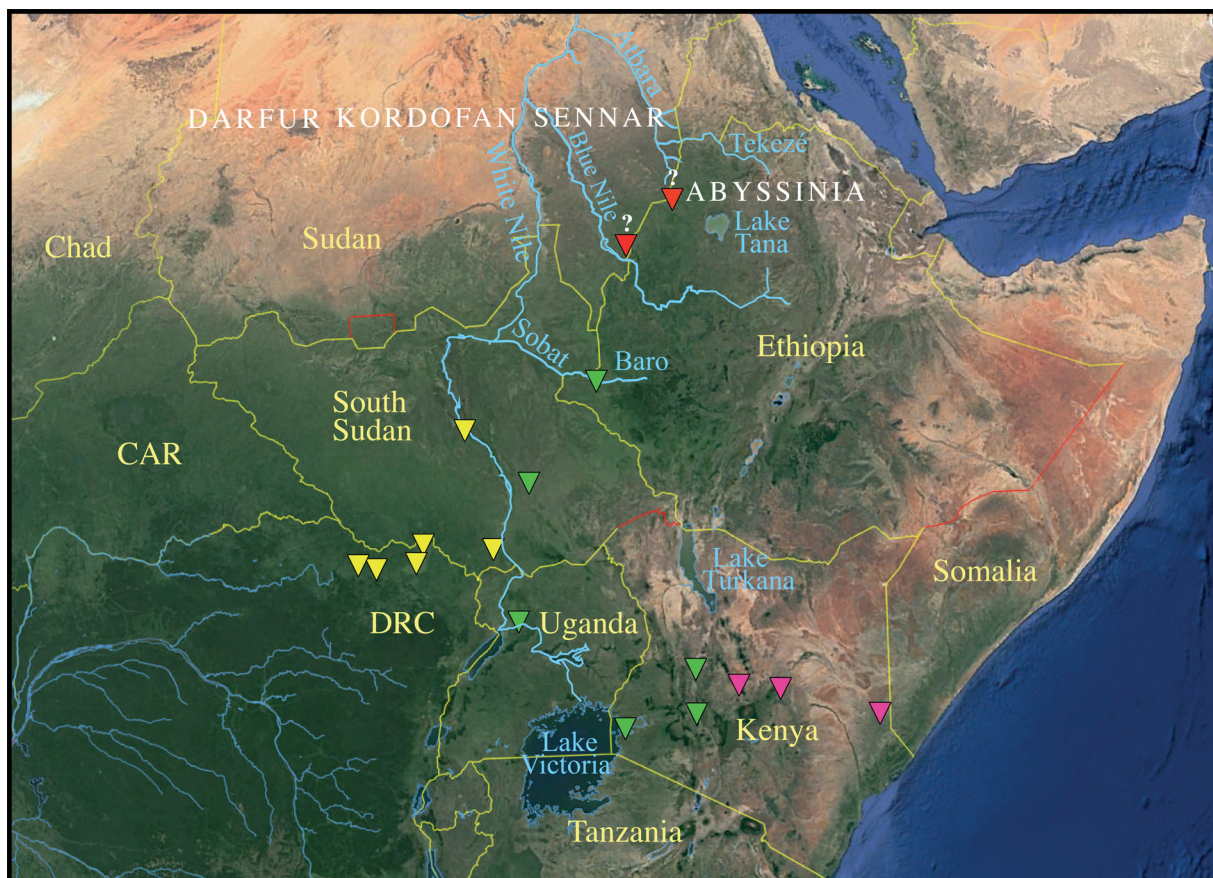 Atbara
DARFUR KORDOFAN SENNAR
Tekezé
Blue Nile
White Nile
?
ABYSSINIA
?
Lake
Tana
Chad
Sudan
Sobat
Baro
Ethiopia
South
Sudan
CAR
Lake
Turkana
Somalia
DRC
Uganda
Kenya
Lake
Victoria
Tanzania